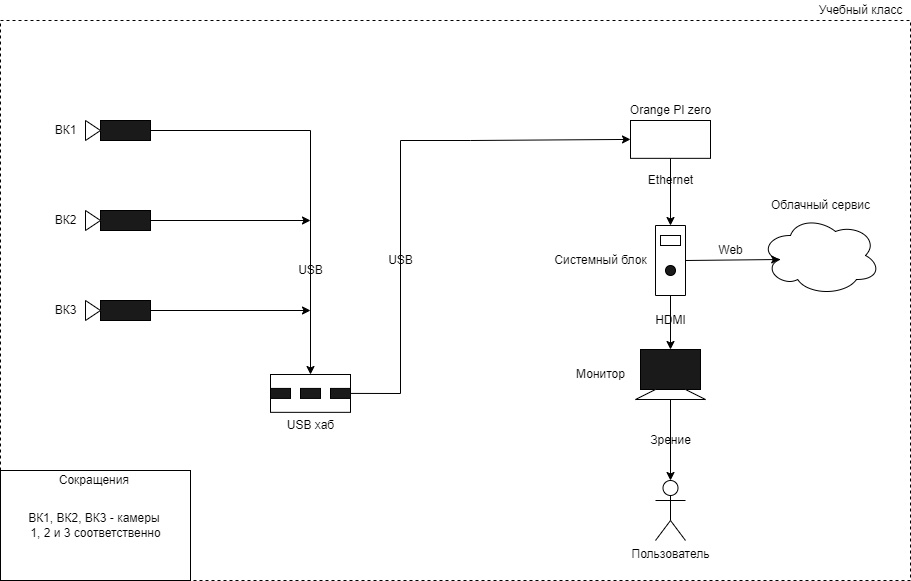 Учебный класс
Orange PI zero
ВК1
Ethernet
Облачный сервис
ВК2
Web
USB
USB
Системный блок
ВК3
HDMI
Монитор
USB хаб
Зрение
Сокращения
ВК1, ВК2, ВК3 - камеры
1, 2 и 3 соответственно
Пользователь